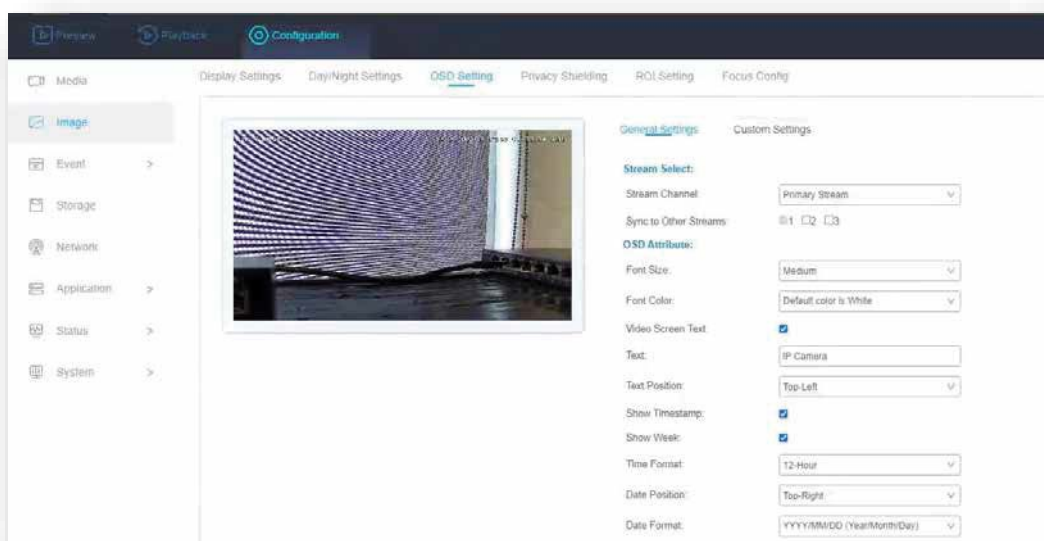 Preview Playback Configuration
Media
Image
Event >
Storage
Network
Application >
Status >
System >
Display Settings Day/Night Settings OSD Setting Privacy Shielding ROI Setting Focus Config
General Settings Custom Settings
Stream Select:
Stream Channel: Primary Stream
Sync to Other Streams: 1 2 3
OSD Attribute:
Font Size: Medium
Font Color: Default color is White
Video Screen Text
Text: IP Camera
Text Position: Top-Left
Show Timestamp:
Show Week:
Time Format: 12-Hour
Date Position: Top-Right
Date Format: YYYY/MM/DD (Year/Month/Day)